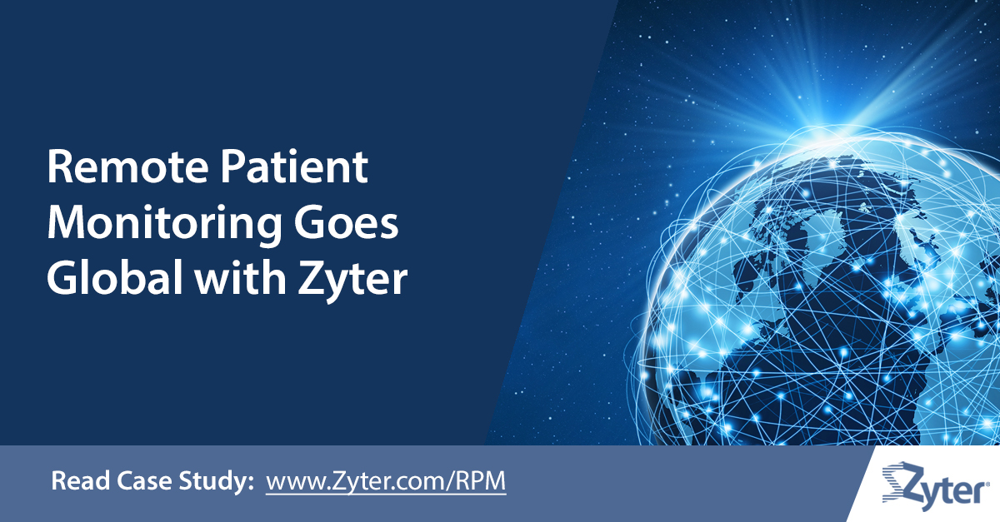 Remote Patient
Monitoring Goes
Global with Zyter
Read Case Study: www.Zyter.com/RPM
Zyter®